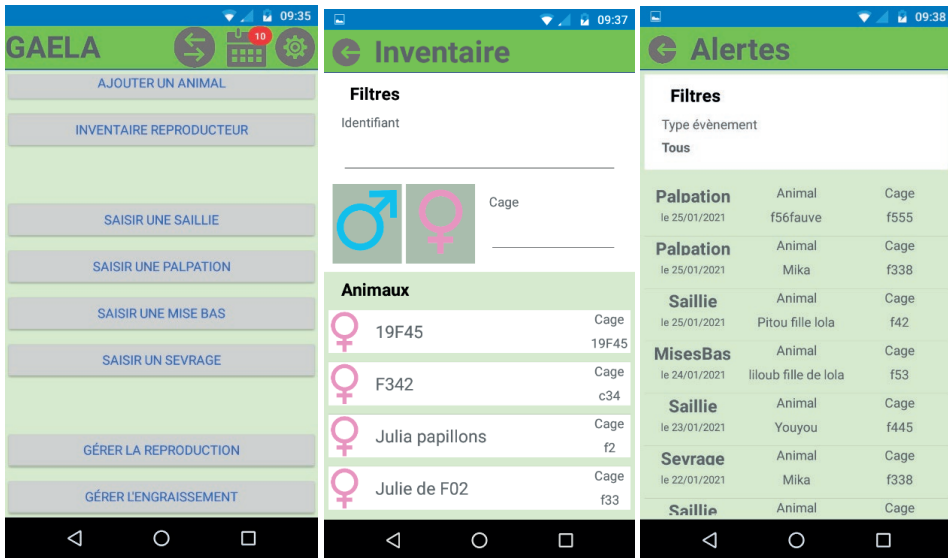 09:35
GAELA
10
AJOUTER UN ANIMAL
INVENTAIRE REPRODUCTEUR
SAISIR UNE SAILLIE
SAISIR UNE PALPATION
SAISIR UNE MISE BAS
SAISIR UN SEVRAGE
GÉRER LA REPRODUCTION
GÉRER L'ENGRAISSEMENT
09:37
Inventaire
Filtres
Identifiant
Cage
Animaux
19F45
Cage
19F45
F342
Cage
c34
Julia papillons
Cage
f2
Julie de F02
Cage
f33
09:38
Alertes
Filtres
Type évènement
Tous
Palpation Animal Cage
le 25/01/2021 f56fauve f555
Palpation Animal Cage
le 25/01/2021 Mika f338
Saillie Animal Cage
le 25/01/2021 Pitou fille lola f42
MisesBas Animal Cage
le 24/01/2021 liloub fille de lola f53
Saillie Animal Cage
le 23/01/2021 Youyou f445
Sevrage Animal Cage
le 22/01/2021 Mika f338
Saillie Animal Cage